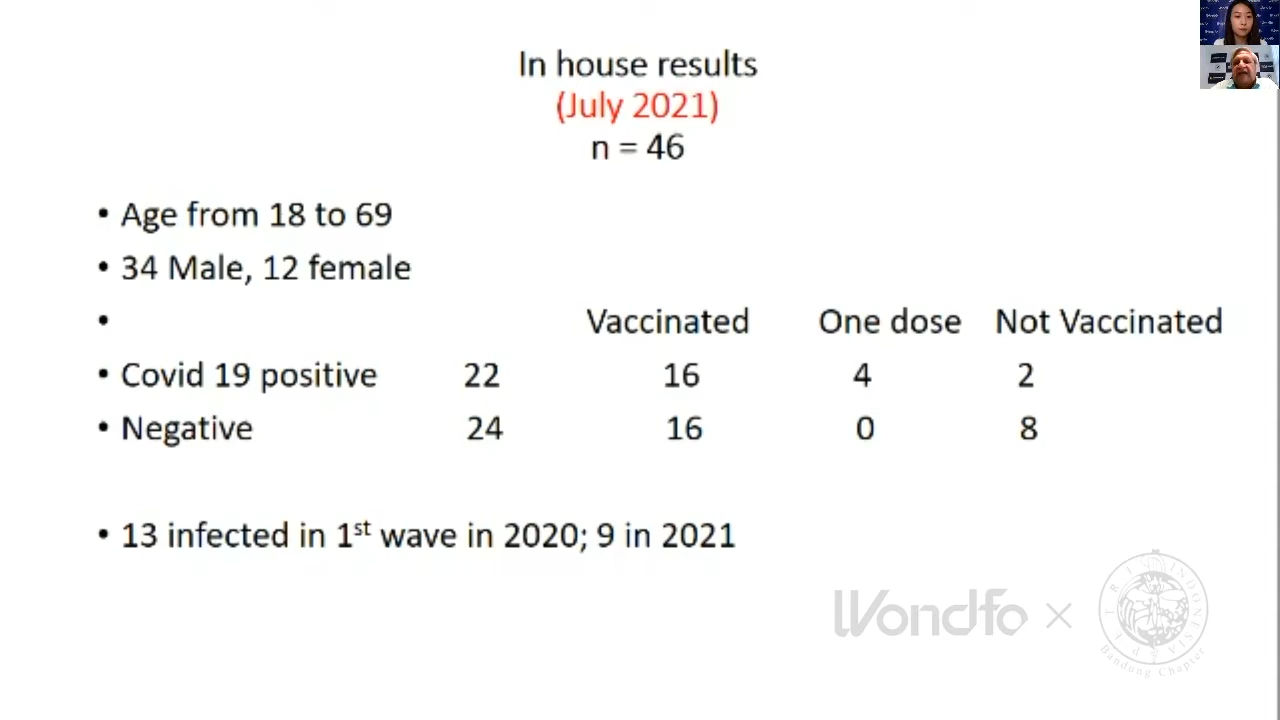 In house results
(July 2021)
n = 46
• Age from 18 to 69
• 34 Male, 12 female
• Vaccinated One dose Not Vaccinated
• Covid 19 positive 22 16 4 2
• Negative 24 16 0 8
• 13 infected in 1st wave in 2020; 9 in 2021
Wondfo ×
Bandung Chapter